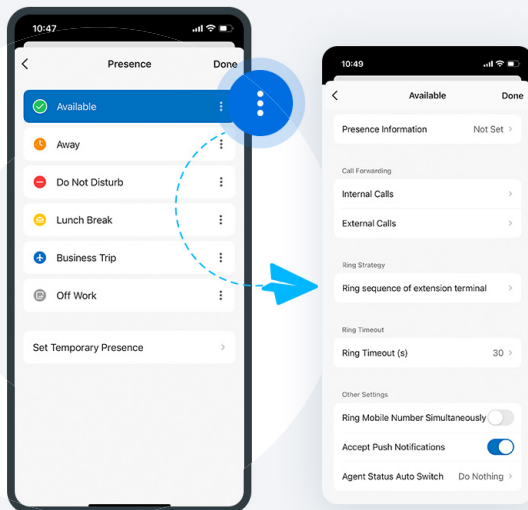 10:47
Presence
Done
Available
Away
Do Not Disturb
Lunch Break
Business Trip
Off Work
Set Temporary Presence
10:49
Available
Done
Presence Information
Not Set
Call Forwarding
Internal Calls
External Calls
Ring Strategy
Ring sequence of extension terminal
Ring Timeout
Ring Timeout (s)
30
Other Settings
Ring Mobile Number Simultaneously
Accept Push Notifications
Agent Status Auto Switch
Do Nothing